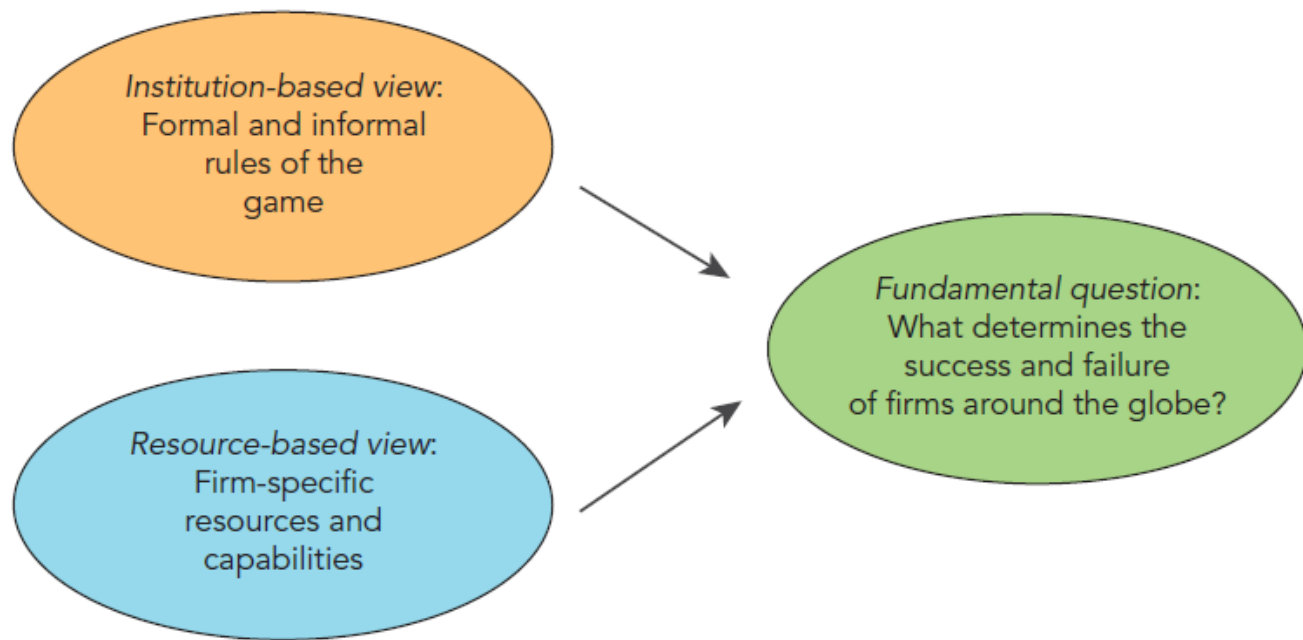 Institution-based view:
Formal and informal
rules of the
game
Resource-based view:
Firm-specific
resources and
capabilities
Fundamental question:
What determines the
success and failure
of firms around the globe?